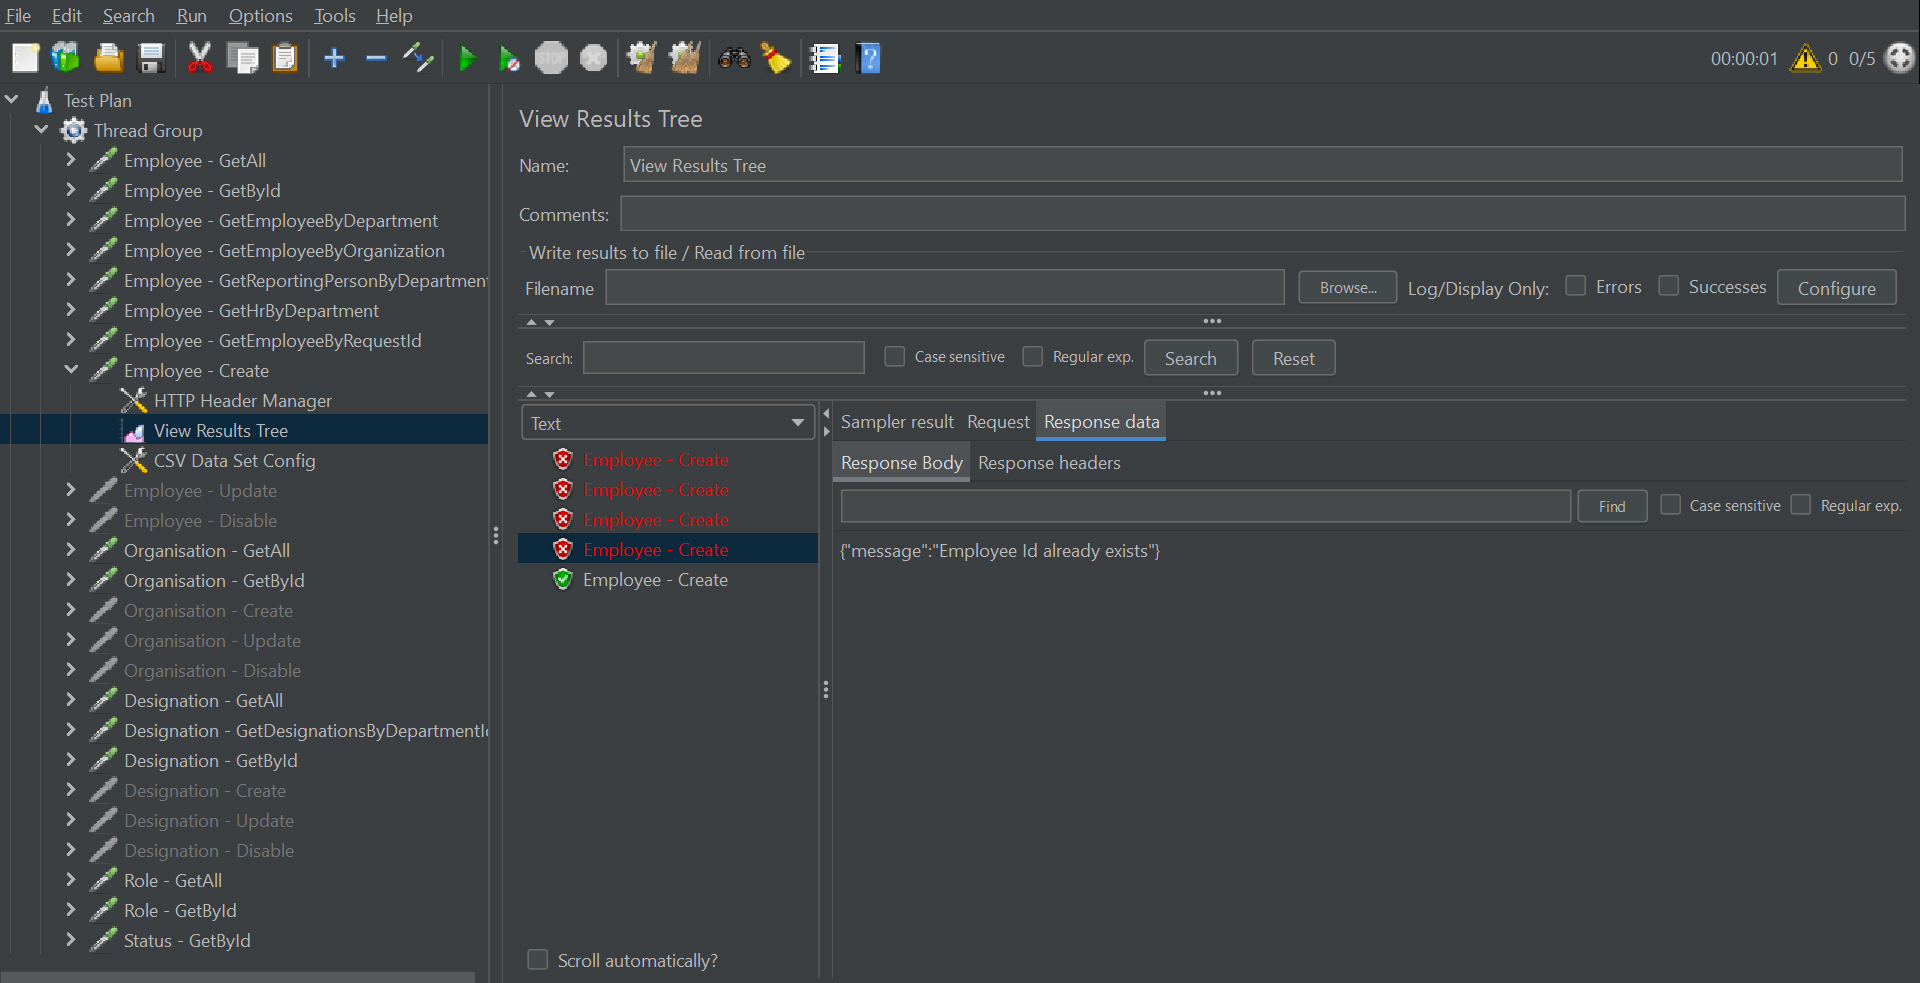 File Edit Search Run Options Tools Help
STOP
00:00:01 0 0/5
Test Plan
Thread Group
Employee - GetAll
Employee - GetById
Employee - GetEmployeeByDepartment
Employee - GetEmployeeByOrganization
Employee - GetReportingPersonByDepartment
Employee - GetHrByDepartment
Employee - GetEmployeeByRequestId
Employee - Create
HTTP Header Manager
View Results Tree
CSV Data Set Config
Employee - Update
Employee - Disable
Organisation - GetAll
Organisation - GetById
Organisation - Create
Organisation - Update
Organisation - Disable
Designation - GetAll
Designation - GetDesignationsByDepartmentId
Designation - GetById
Designation - Create
Designation - Update
Designation - Disable
Role - GetAll
Role - GetById
Status - GetById
View Results Tree
Name: View Results Tree
Comments:
Write results to file / Read from file
Filename Browse... Log/Display Only: Errors Successes Configure
Search: Case sensitive Regular exp. Search Reset
Text
Employee - Create
Employee - Create
Employee - Create
Employee - Create
Employee - Create
Scroll automatically?
Sampler result Request Response data
Response Body Response headers
Find Case sensitive Regular exp.
{"message":"Employee Id already exists"}